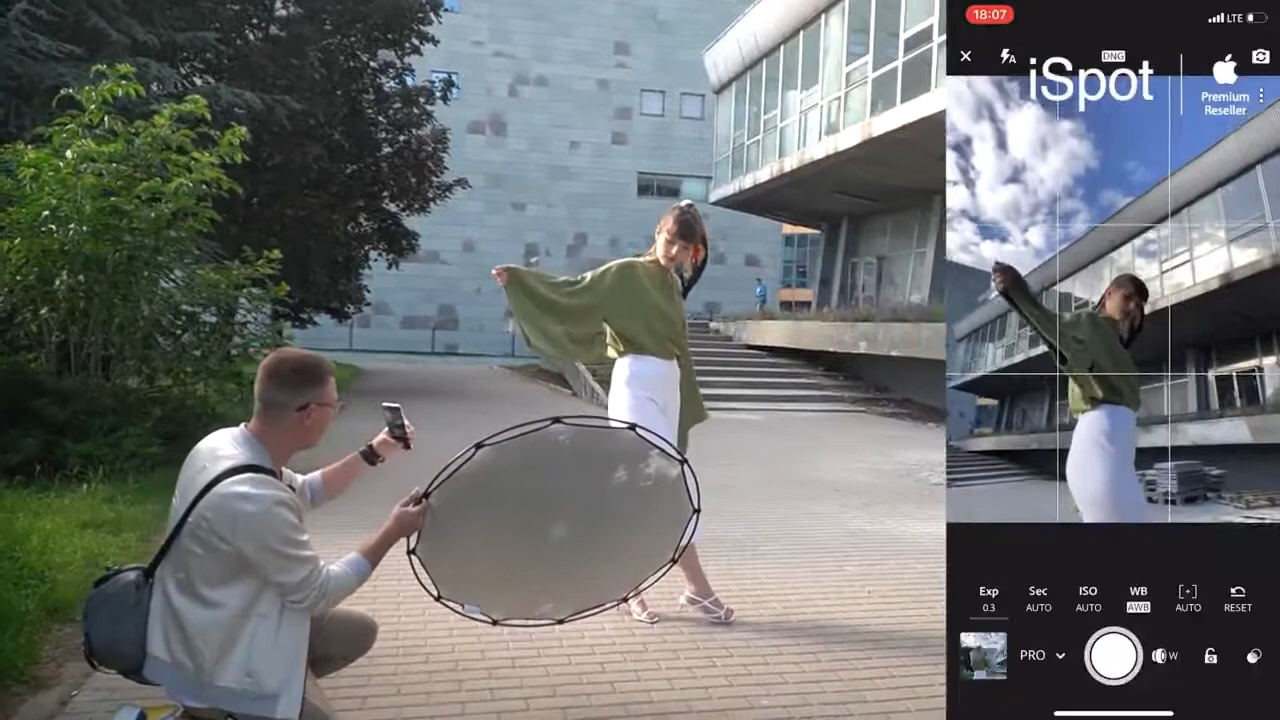 18:07
LTE
DNG
iSpot
Premium
Reseller
Exp Sec ISO WB [+]
0.3 AUTO AUTO AWB AUTO RESET
PRO W